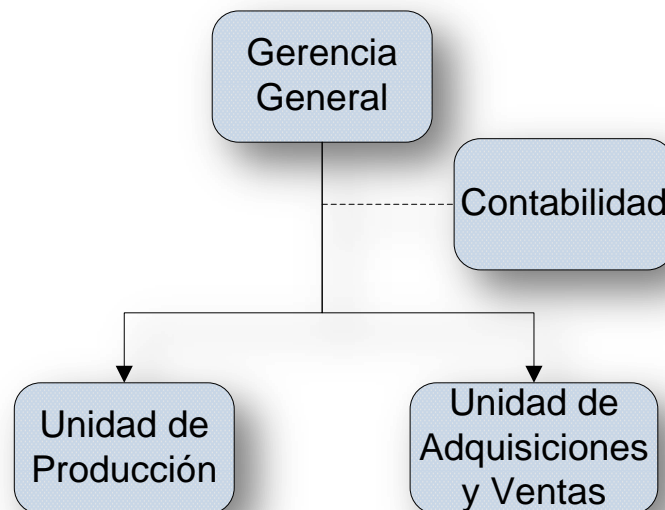 Gerencia
General
Contabilidad
Unidad de
Producción
Unidad de
Adquisiciones
y Ventas